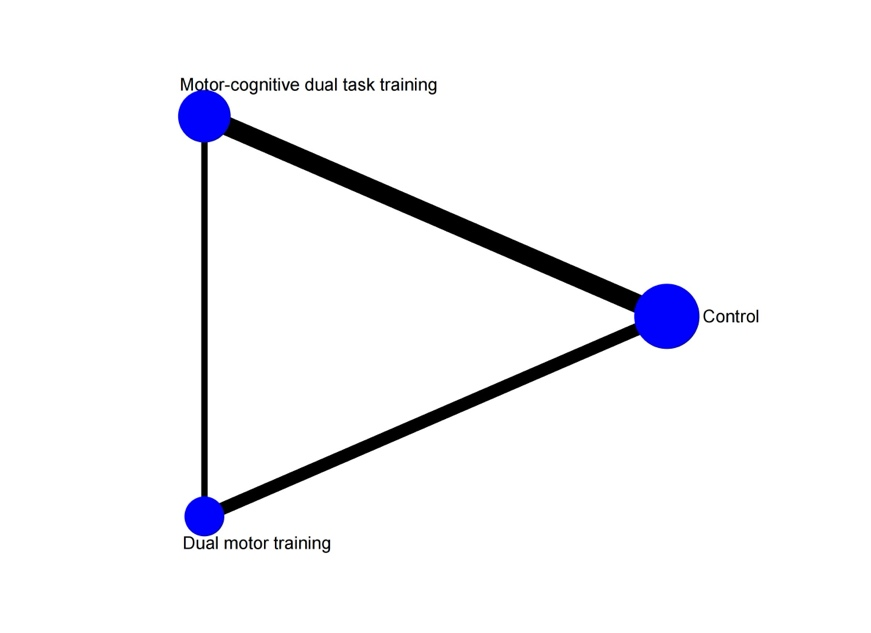 Motor-cognitive dual task training
Control
Dual motor training